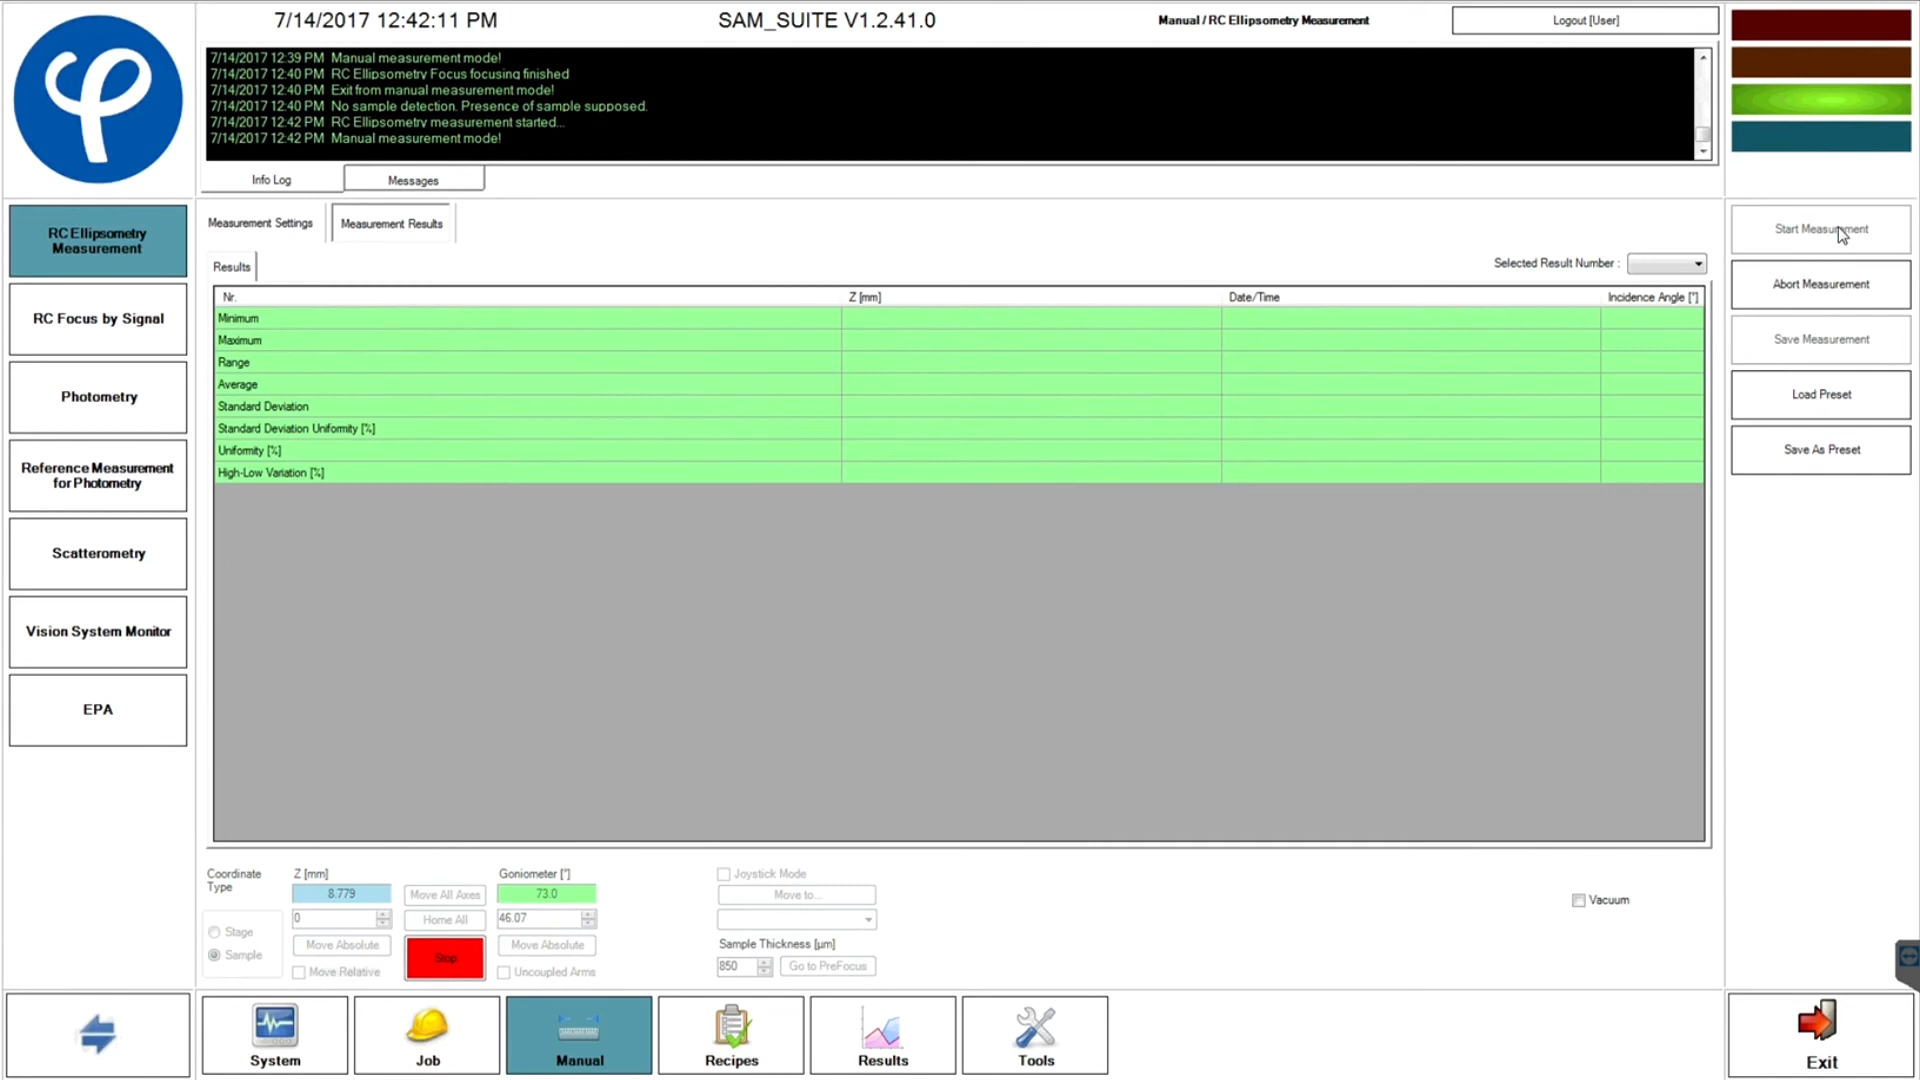 7/14/2017 12:42:11 PM
SAM_SUITE V1.2.41.0
Manual / RC Ellipsometry Measurement
Logout [User]
7/14/2017 12:39 PM Manual measurement mode!
7/14/2017 12:40 PM RC Ellipsometry Focus focusing finished
7/14/2017 12:40 PM Exit from manual measurement mode!
7/14/2017 12:40 PM No sample detection. Presence of sample supposed.
7/14/2017 12:42 PM RC Ellipsometry measurement started...
7/14/2017 12:42 PM Manual measurement mode!
Info Log
Messages
RC Ellipsometry
Measurement
RC Focus by Signal
Photometry
Reference Measurement
for Photometry
Scatterometry
Vision System Monitor
EPA
Measurement Settings
Measurement Results
Results
Selected Result Number :
Nr.
Z [mm]
Date/Time
Incidence Angle [°]
Minimum
Maximum
Range
Average
Standard Deviation
Standard Deviation Uniformity [%]
Uniformity [%]
High-Low Variation [%]
Start Measurement
Abort Measurement
Save Measurement
Load Preset
Save As Preset
Coordinate
Type
Stage
Sample
Z [mm]
8.779
0
Move Absolute
Move Relative
Move All Axes
Home All
Stop
Goniometer [°]
73.0
46.07
Move Absolute
Uncoupled Arms
Joystick Mode
Move to...
Sample Thickness [µm]
850
Go to PreFocus
Vacuum
System
Job
Manual
Recipes
Results
Tools
Exit